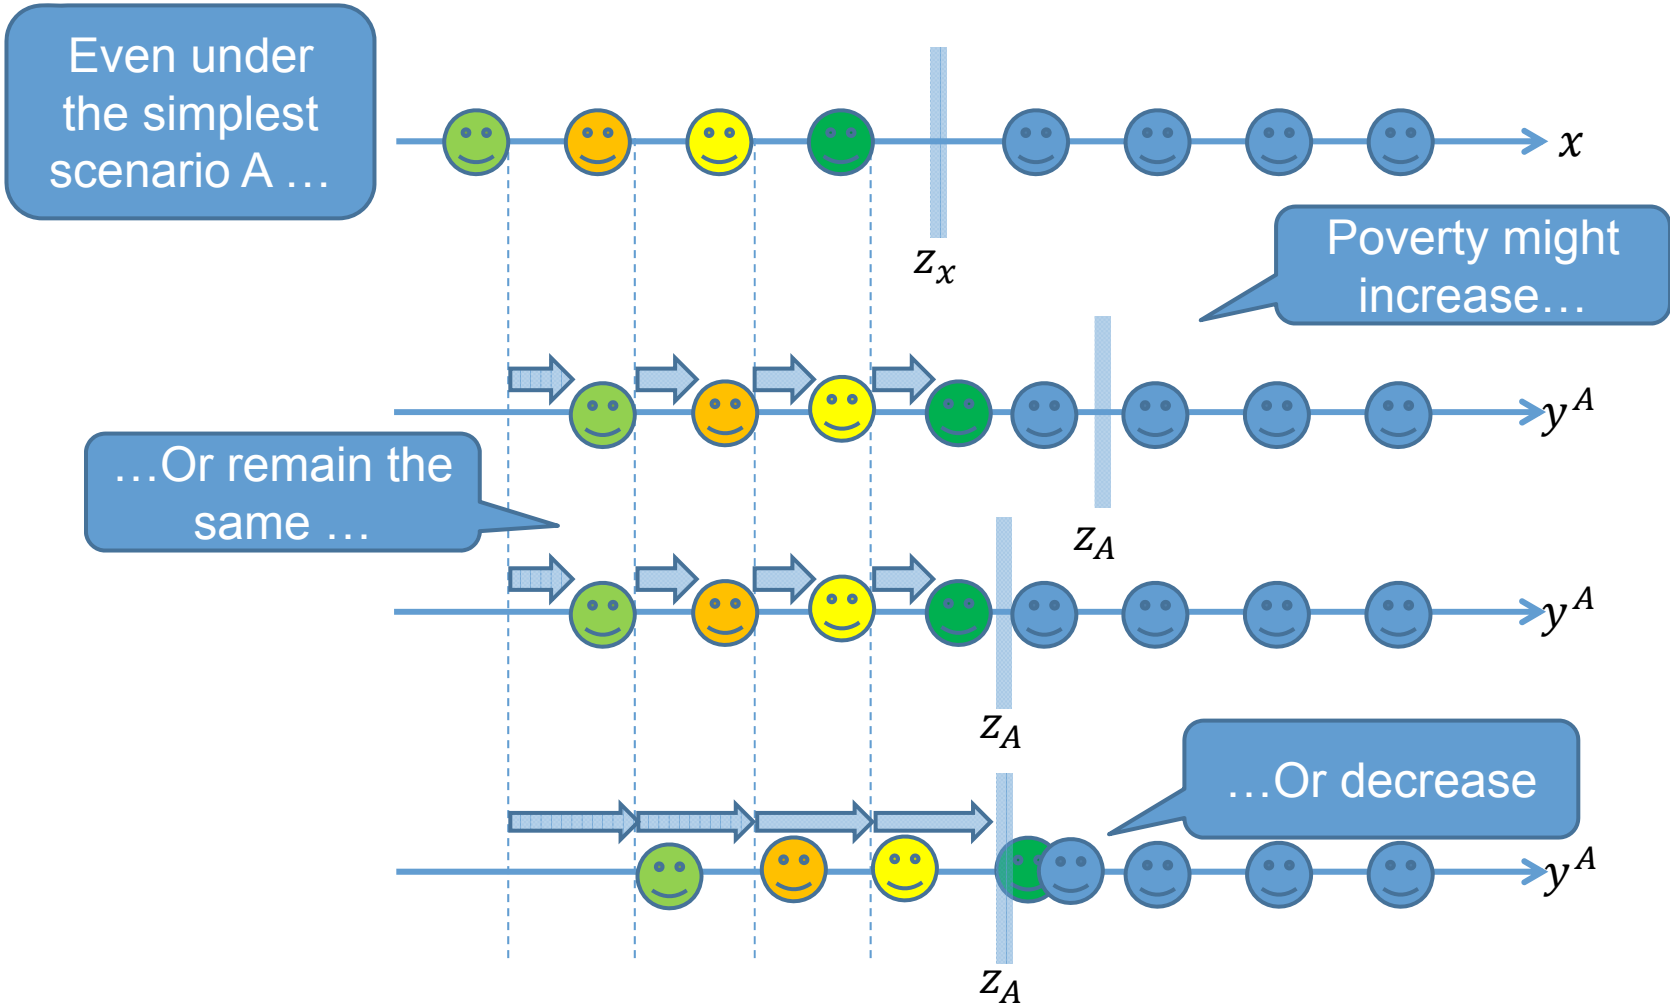 Even under
the simplest
scenario A …
x
z_x
Poverty might
increase…
y^A
z_A
…Or remain the
same …
y^A
z_A
…Or decrease
y^A
z_A